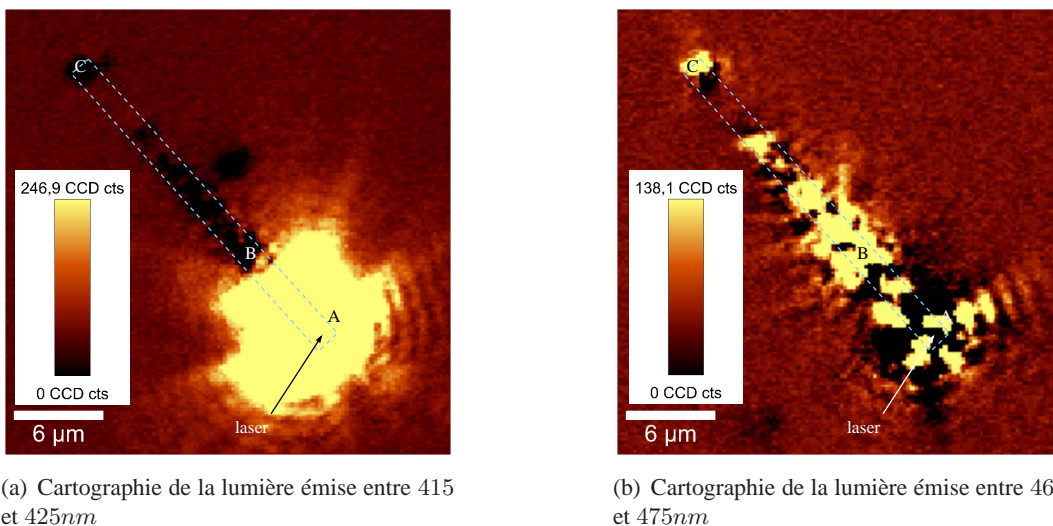 C
246,9 CCD cts
B
A
0 CCD cts
6 µm
laser
(a) Cartographie de la lumière émise entre 415
et 425nm
C
138,1 CCD cts
B
A
0 CCD cts
6 µm
laser
(b) Cartographie de la lumière émise entre 46
et 475nm